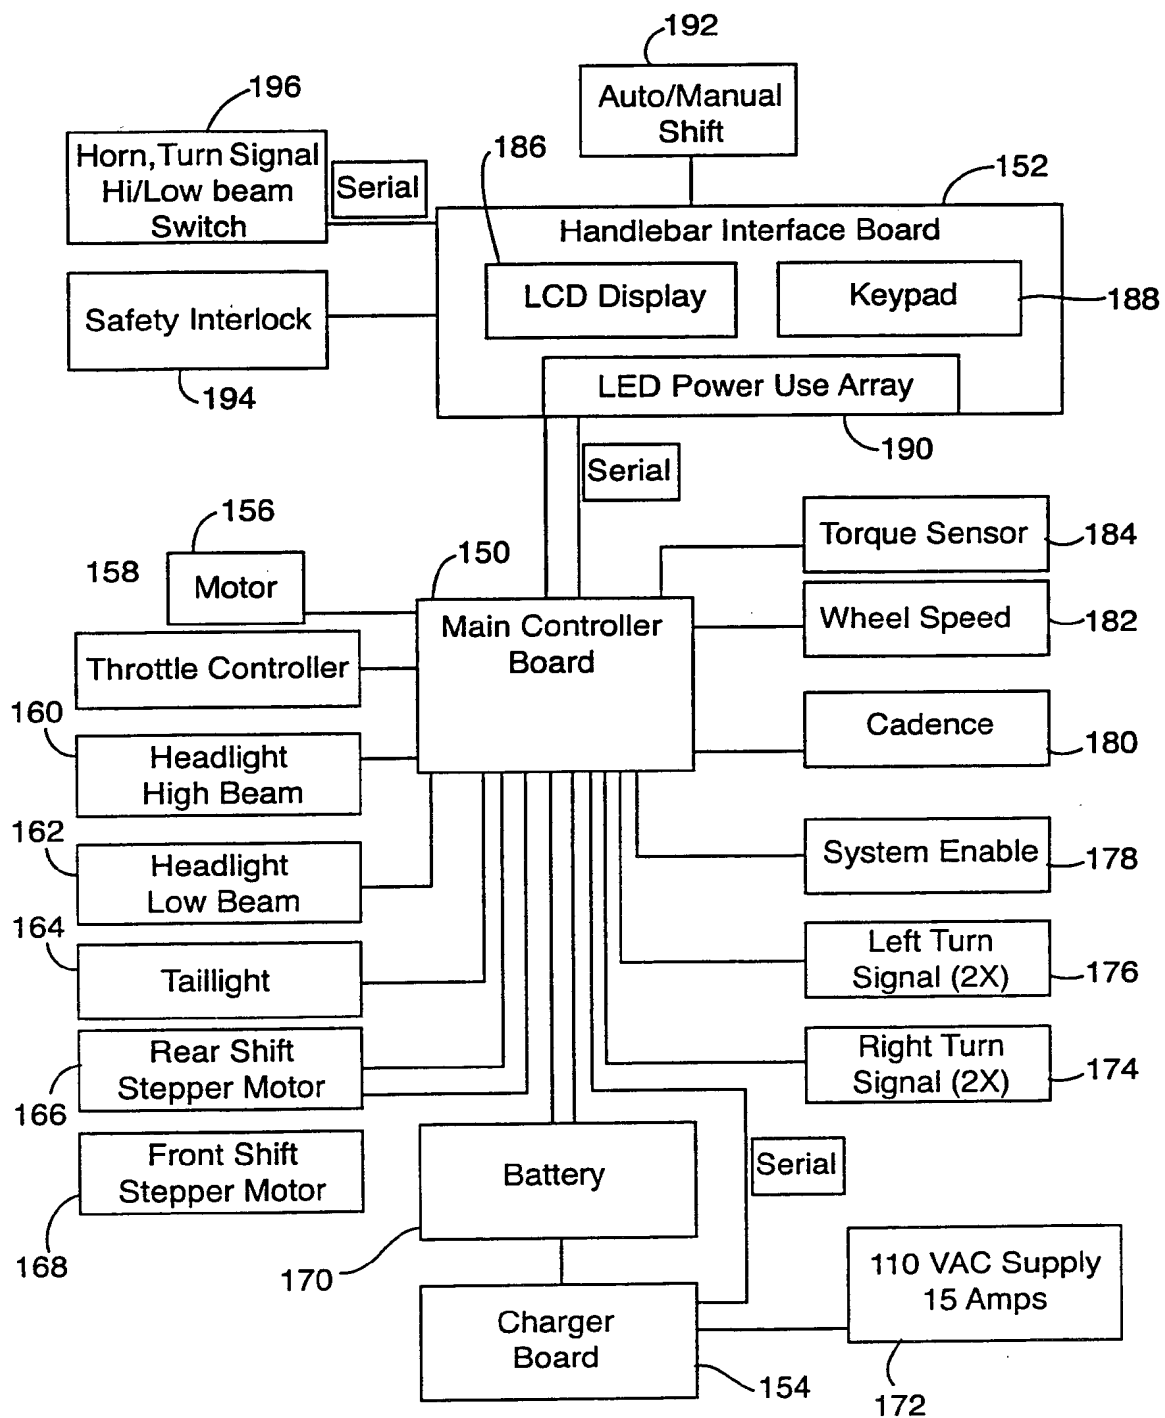 192
Auto/Manual
Shift
196
Horn,Turn Signal
Hi/Low beam
Switch
Serial
186
152
Handlebar Interface Board
LCD Display
Keypad
188
Safety Interlock
194
LED Power Use Array
190
Serial
156
158
Motor
150
Main Controller
Board
Torque Sensor
184
Wheel Speed
182
Throttle Controller
160
Headlight
High Beam
Cadence
180
162
Headlight
Low Beam
System Enable
178
164
Taillight
Left Turn
Signal (2X)
176
Rear Shift
Stepper Motor
166
Right Turn
Signal (2X)
174
Front Shift
Stepper Motor
168
Battery
170
Serial
110 VAC Supply
15 Amps
172
Charger
Board
154